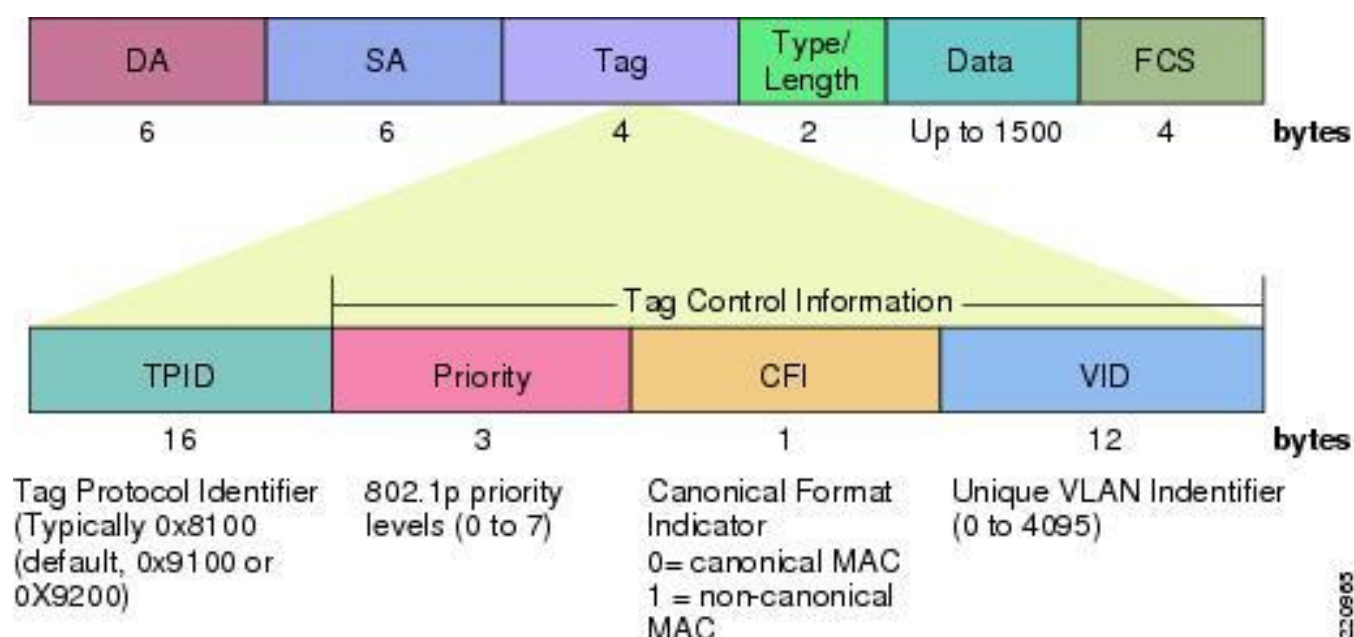 DA SA Tag Type/ Length Data FCS
6 6 4 2 Up to 1500 4 bytes
Tag Control Information
TPID Priority CFI VID
16 3 1 12 bytes
Tag Protocol Identifier
(Typically 0x8100
(default, 0x9100 or
0X9200)
802.1p priority
levels (0 to 7)
Canonical Format
Indicator
0= canonical MAC
1 = non-canonical
MAC
Unique VLAN Indentifier
(0 to 4095)
220965